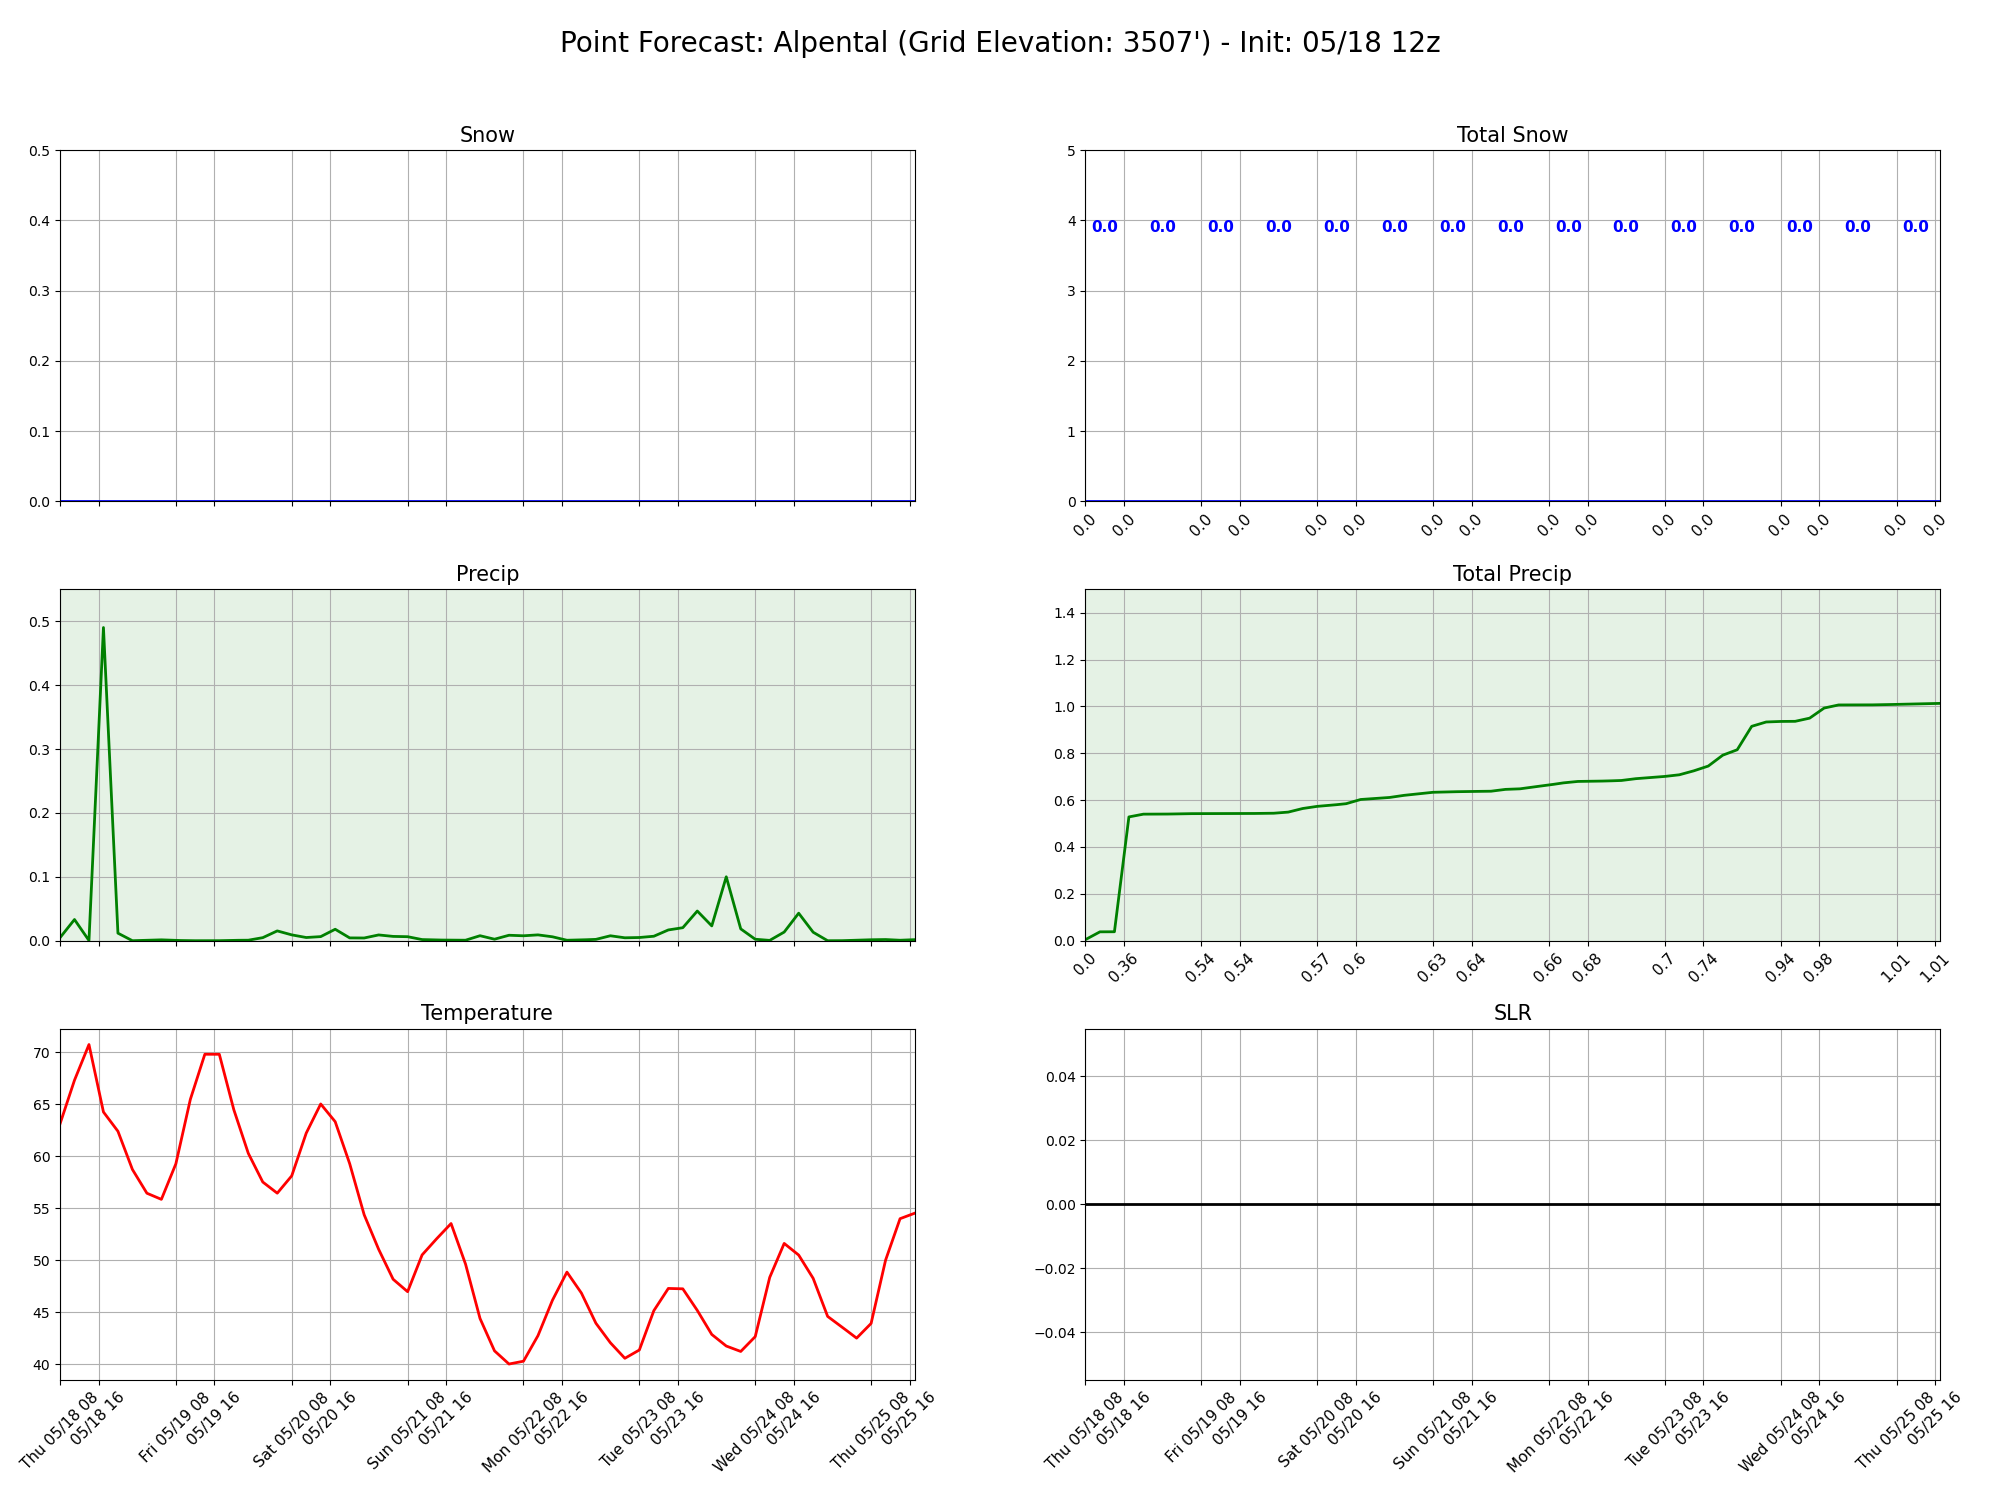 Point Forecast: Alpental (Grid Elevation: 3507') - Init: 05/18 12z
Snow
0.5
0.4
0.3
0.2
0.1
0.0
Total Snow
5
4
3
2
1
0
0.0 0.0 0.0 0.0 0.0 0.0 0.0 0.0 0.0 0.0 0.0 0.0 0.0 0.0 0.0
0.0 0.0 0.0 0.0 0.0 0.0 0.0 0.0 0.0 0.0 0.0 0.0 0.0 0.0 0.0 0.0
Precip
0.5
0.4
0.3
0.2
0.1
0.0
Total Precip
1.4
1.2
1.0
0.8
0.6
0.4
0.2
0.0
0.0 0.36 0.54 0.54 0.57 0.6 0.63 0.64 0.66 0.68 0.7 0.74 0.94 0.98 1.01 1.01
Temperature
70
65
60
55
50
45
40
Thu 05/18 08
05/18 16
Fri 05/19 08
05/19 16
Sat 05/20 08
05/20 16
Sun 05/21 08
05/21 16
Mon 05/22 08
05/22 16
Tue 05/23 08
05/23 16
Wed 05/24 08
05/24 16
Thu 05/25 08
05/25 16
SLR
0.04
0.02
0.00
−0.02
−0.04
Thu 05/18 08
05/18 16
Fri 05/19 08
05/19 16
Sat 05/20 08
05/20 16
Sun 05/21 08
05/21 16
Mon 05/22 08
05/22 16
Tue 05/23 08
05/23 16
Wed 05/24 08
05/24 16
Thu 05/25 08
05/25 16